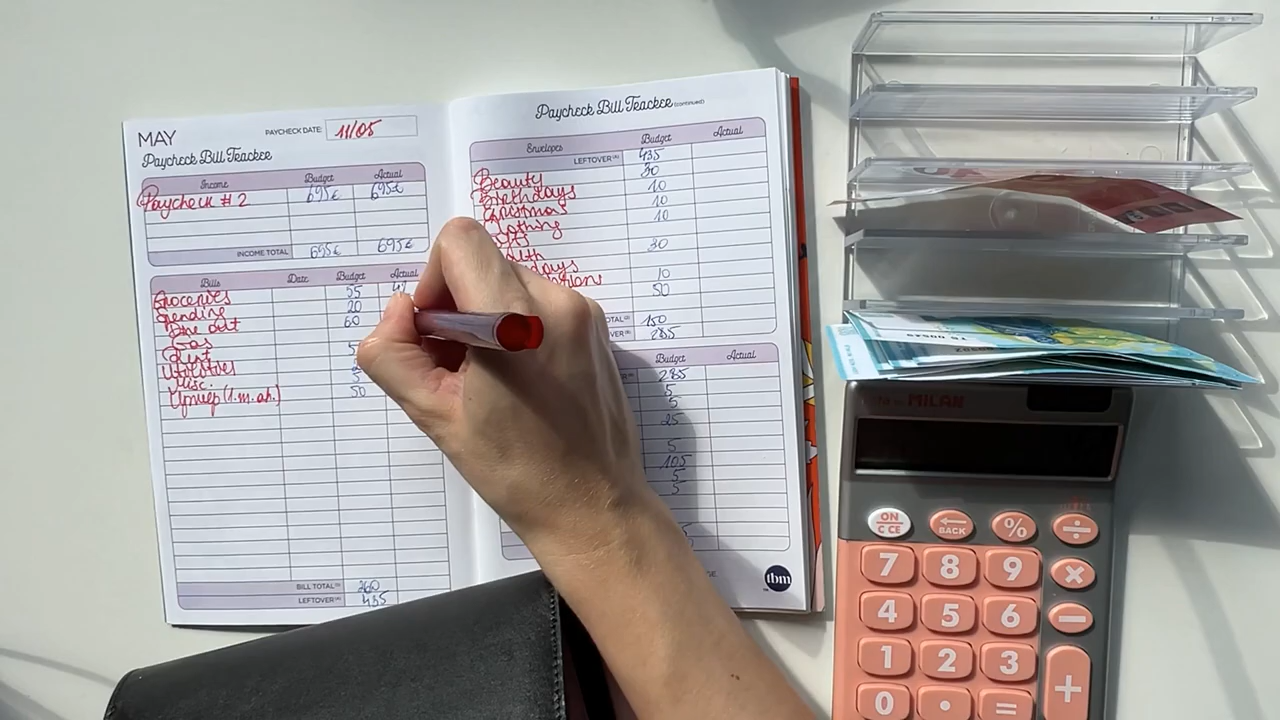 MAY
PAYCHECK DATE: 11/05
Paycheck Bill Tracker
Income Budget Actual
Paycheck #2 695€ 695€
INCOME TOTAL 695€ 695€
Bills Date Budget Actual
Groceries 55
Spending 20
Dine out 60
Gas
Rent
Utilities
Misc.
50
BILL TOTAL 260
LEFTOVER 435
Paycheck Bill Tracker (continued)
Envelopes Budget Actual
LEFTOVER 435
Beauty 30
Birthdays 10
Christmas 10
Clothing 10
30
10
50
150
285
Budget Actual
285
5
5
25
5
105
5
5
tbm
MILAN
ON
C CE
BACK
%
÷
7 8 9 ×
4 5 6 −
1 2 3 +
0 • =